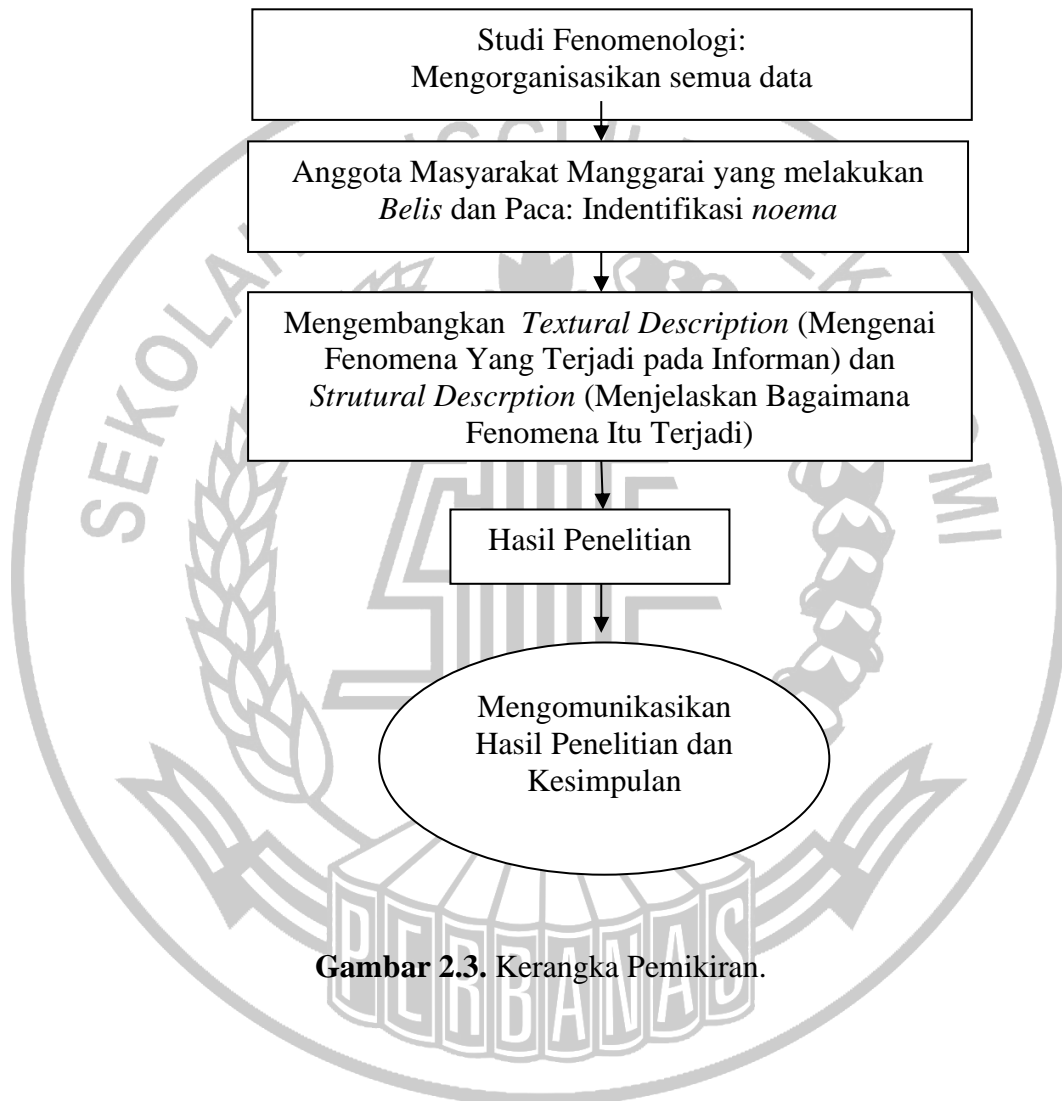 Studi Fenomenologi:
Mengorganisasikan semua data
Anggota Masyarakat Manggarai yang melakukan
Belis dan Paca: Indentifikasi noema
Mengembangkan Textural Description (Mengenai
Fenomena Yang Terjadi pada Informan) dan
Strutural Descrption (Menjelaskan Bagaimana
Fenomena Itu Terjadi)
Hasil Penelitian
Mengomunikasikan
Hasil Penelitian dan
Kesimpulan
Gambar 2.3. Kerangka Pemikiran.
PERBANAS